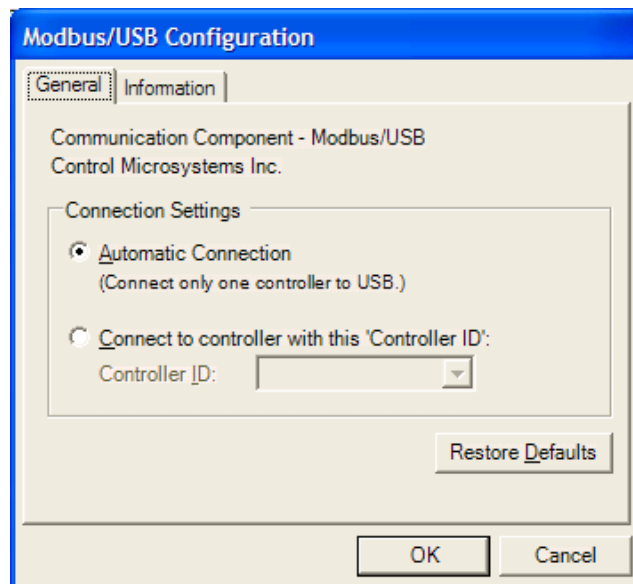 Modbus/USB Configuration
General
Information
Communication Component - Modbus/USB
Control Microsystems Inc.
Connection Settings
Automatic Connection
(Connect only one controller to USB.)
Connect to controller with this 'Controller ID':
Controller ID:
Restore Defaults
OK
Cancel